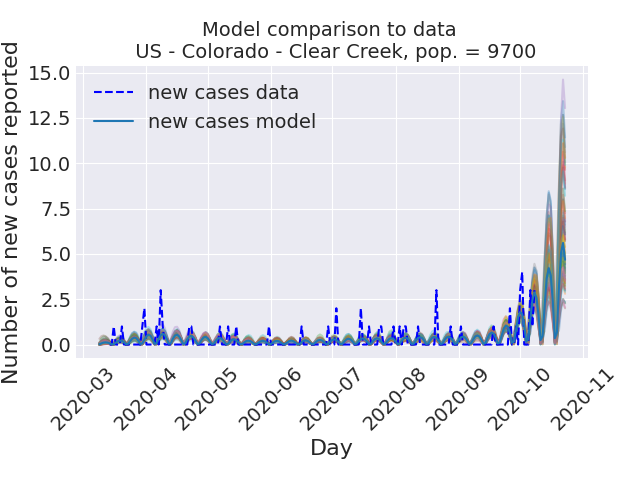 Model comparison to data
US - Colorado - Clear Creek, pop. = 9700
Number of new cases reported
15.0
12.5
10.0
7.5
5.0
2.5
0.0
new cases data
new cases model
2020-03
2020-04
2020-05
2020-06
2020-07
2020-08
2020-09
2020-10
2020-11
Day